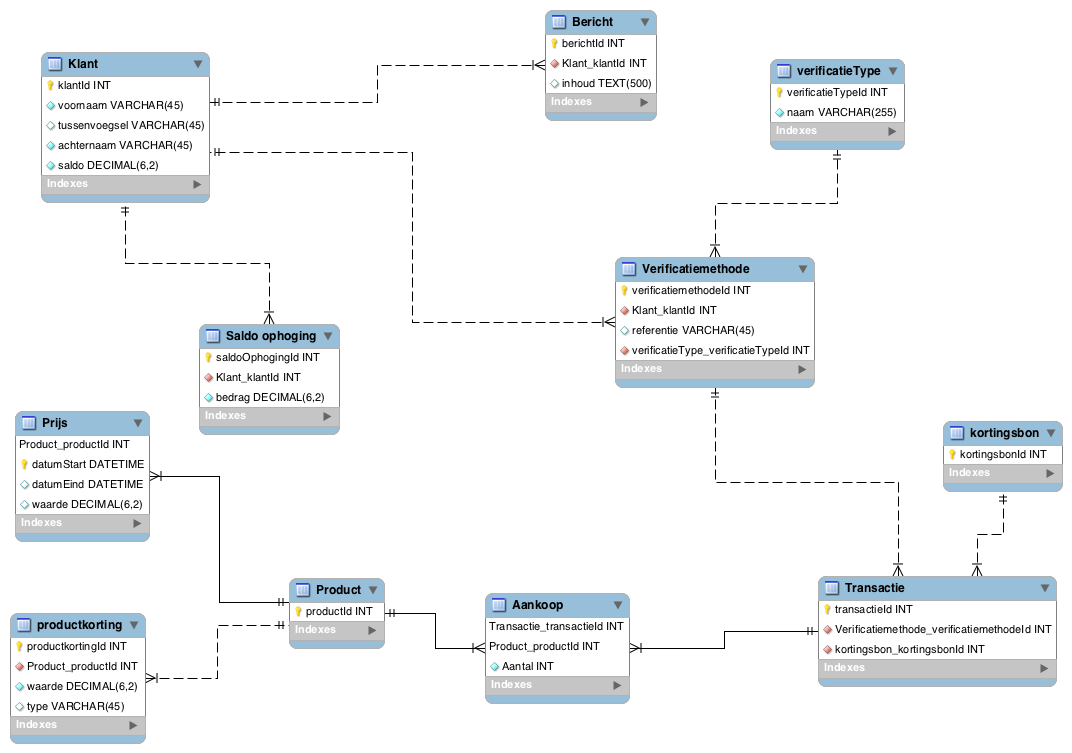 Klant
klantId INT
voornaam VARCHAR(45)
tussenvoegsel VARCHAR(45)
achternaam VARCHAR(45)
saldo DECIMAL(6,2)
Indexes
Bericht
berichtId INT
Klant_klantId INT
inhoud TEXT(500)
Indexes
verificatieType
verificatieTypeId INT
naam VARCHAR(255)
Indexes
Verificatiemethode
verificatiemethodeId INT
Klant_klantId INT
referentie VARCHAR(45)
verificatieType_verificatieTypeId INT
Indexes
Saldo ophoging
saldoOphogingId INT
Klant_klantId INT
bedrag DECIMAL(6,2)
Indexes
Prijs
Product_productId INT
datumStart DATETIME
datumEind DATETIME
waarde DECIMAL(6,2)
Indexes
kortingsbon
kortingsbonId INT
Indexes
Product
productId INT
Indexes
Aankoop
Transactie_transactieId INT
Product_productId INT
Aantal INT
Indexes
Transactie
transactieId INT
Verificatiemethode_verificatiemethodeId INT
kortingsbon_kortingsbonId INT
Indexes
productkorting
productkortingId INT
Product_productId INT
waarde DECIMAL(6,2)
type VARCHAR(45)
Indexes